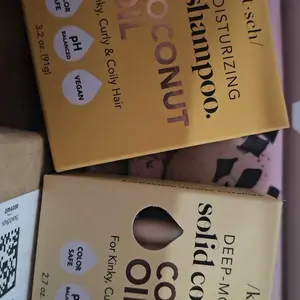 t.sch/
MOISTURIZING
shampoo.
COCONUT
OIL
Kinky, Curly & Coily Hair
COLOR
SAFE
pH
BALANCED
VEGAN
3.2 oz. (91g)
/k
DEEP-MO
solid co
CO
OIL
For Kinky, Cu
COLOR
SAFE
2.7 oz.